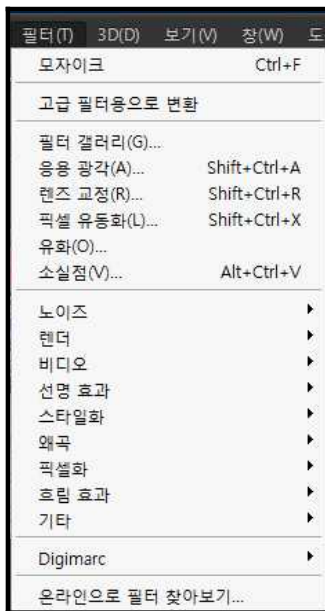 필터(T) 3D(D) 보기(V) 창(W) 도
모자이크 Ctrl+F
고급 필터용으로 변환
필터 갤러리(G)...
응용 광각(A)... Shift+Ctrl+A
렌즈 교정(R)... Shift+Ctrl+R
픽셀 유동화(L)... Shift+Ctrl+X
유화(O)...
소실점(V)... Alt+Ctrl+V
노이즈
렌더
비디오
선명 효과
스타일화
왜곡
픽셀화
흐림 효과
기타
Digimarc
온라인으로 필터 찾아보기...